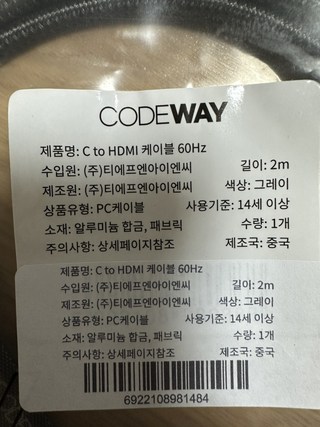 CODEWAY
제품명: C to HDMI 케이블 60Hz
수입원: (주)티에프엔아이엔씨 길이: 2m
제조원: (주)티에프엔아이엔씨 색상: 그레이
상품유형: PC케이블 사용기준: 14세 이상
소재: 알루미늄 합금, 패브릭 수량: 1개
주의사항: 상세페이지참조 제조국: 중국
제품명: C to HDMI 케이블 60Hz
수입원: (주)티에프엔아이엔씨 길이: 2m
제조원: (주)티에프엔아이엔씨 색상: 그레이
상품유형: PC케이블 사용기준: 14세 이상
소재: 알루미늄 합금, 패브릭 수량: 1개
주의사항: 상세페이지참조 제조국: 중국
6922108981484